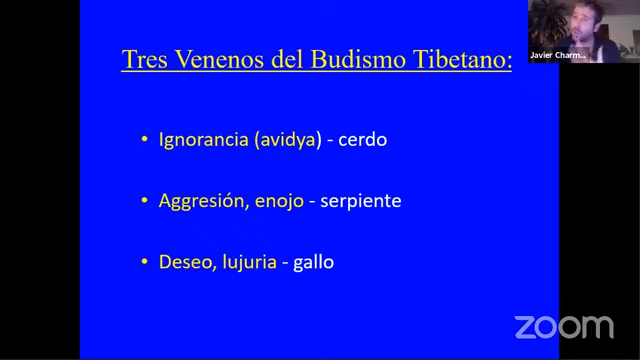 Tres Venenos del Budismo Tibetano:
• Ignorancia (avidya) - cerdo
• Aggresión, enojo - serpiente
• Deseo, lujuria - gallo
Javier Charm...
zoom